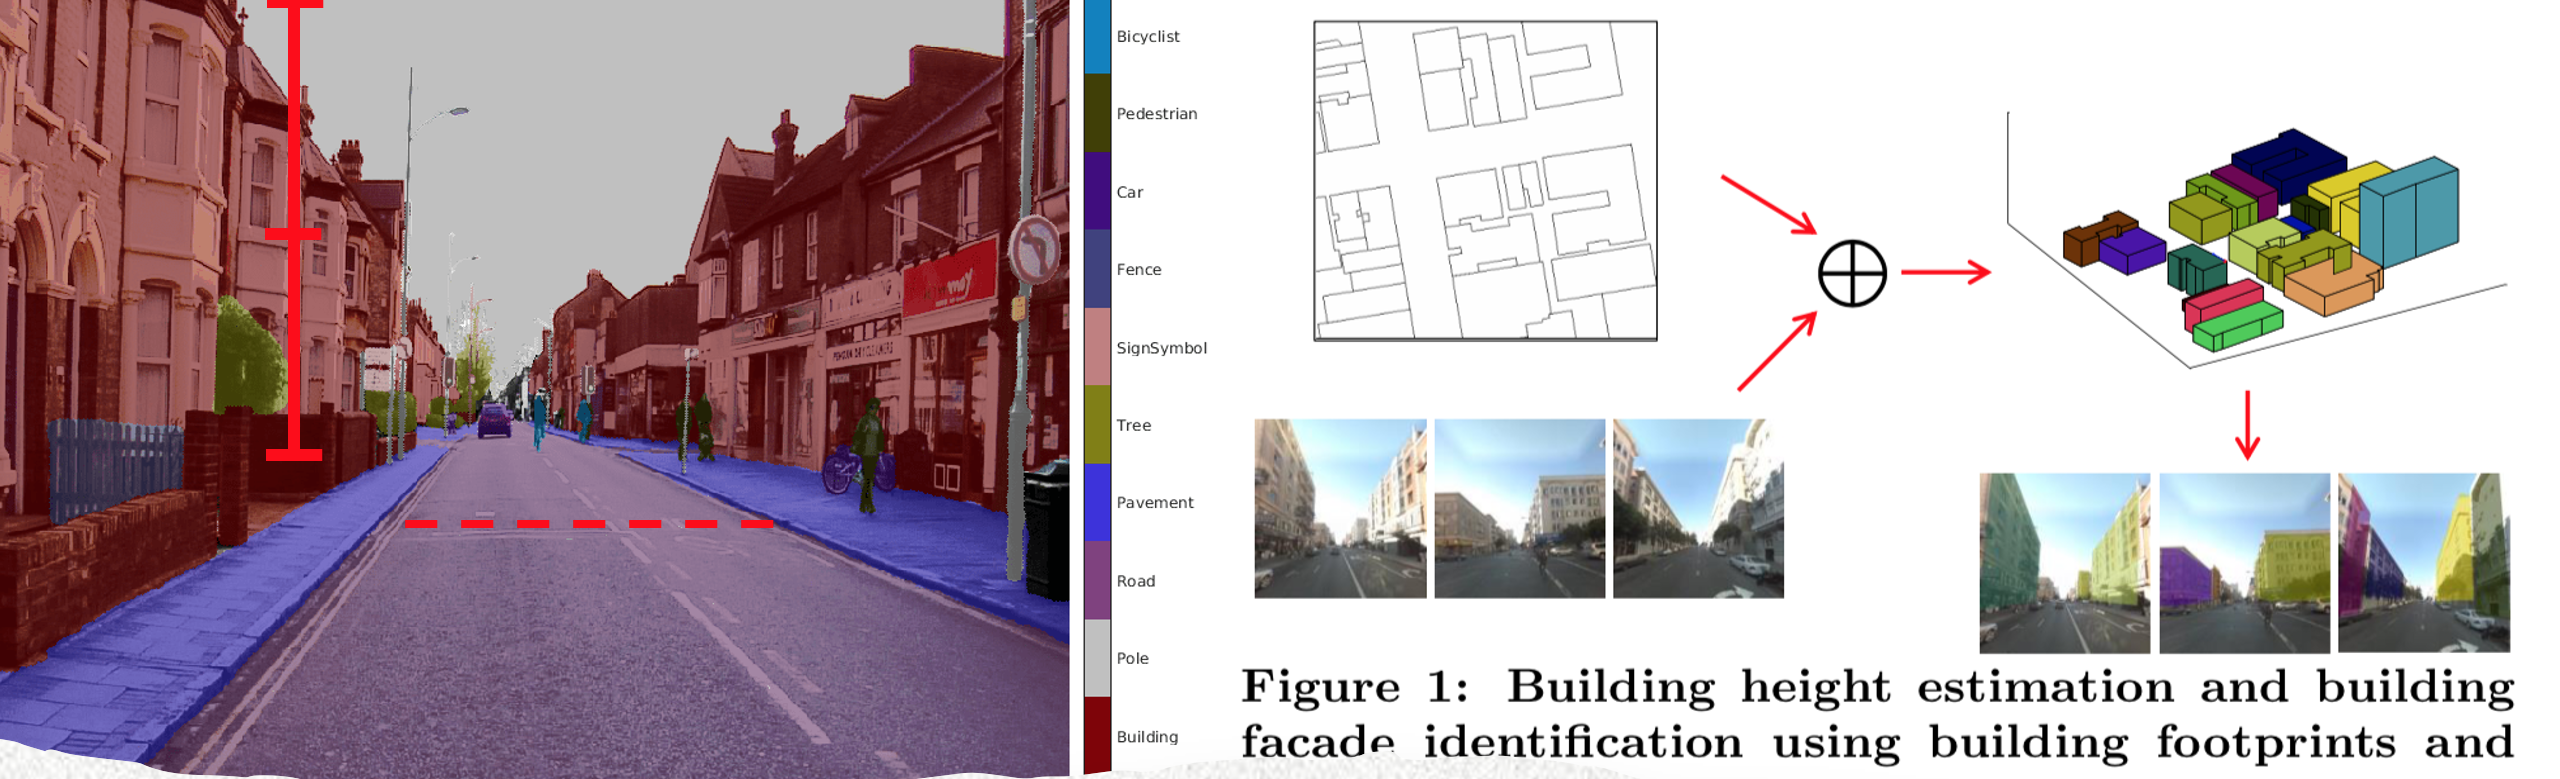 Bicyclist
Pedestrian
Car
Fence
SignSymbol
Tree
Pavement
Road
Pole
Building
Figure 1: Building height estimation and building
facade identification using building footprints and